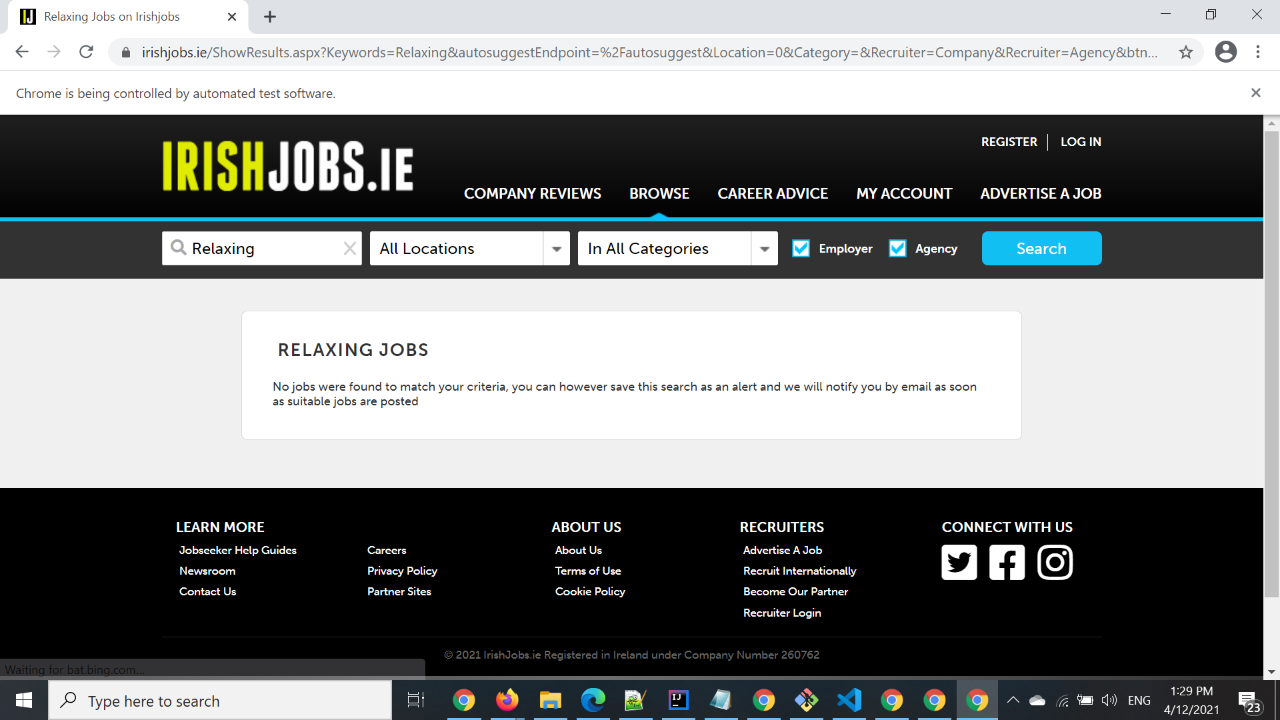 Relaxing Jobs on Irishjobs
irishjobs.ie/ShowResults.aspx?Keywords=Relaxing&autosuggestEndpoint=%2Fautosuggest&Location=0&Category=&Recruiter=Company&Recruiter=Agency&btn...
Chrome is being controlled by automated test software.
REGISTER LOG IN
IRISHJOBS.IE
COMPANY REVIEWS BROWSE CAREER ADVICE MY ACCOUNT ADVERTISE A JOB
Relaxing All Locations In All Categories Employer Agency Search
RELAXING JOBS
No jobs were found to match your criteria, you can however save this search as an alert and we will notify you by email as soon
as suitable jobs are posted
LEARN MORE ABOUT US RECRUITERS CONNECT WITH US
Jobseeker Help Guides Careers About Us Advertise A Job
Newsroom Privacy Policy Terms of Use Recruit Internationally
Contact Us Partner Sites Cookie Policy Become Our Partner
Recruiter Login
© 2021 IrishJobs.ie Registered in Ireland under Company Number 260762
Waiting for bat.bing.com...
Type here to search
ENG
1:29 PM
4/12/2021
23